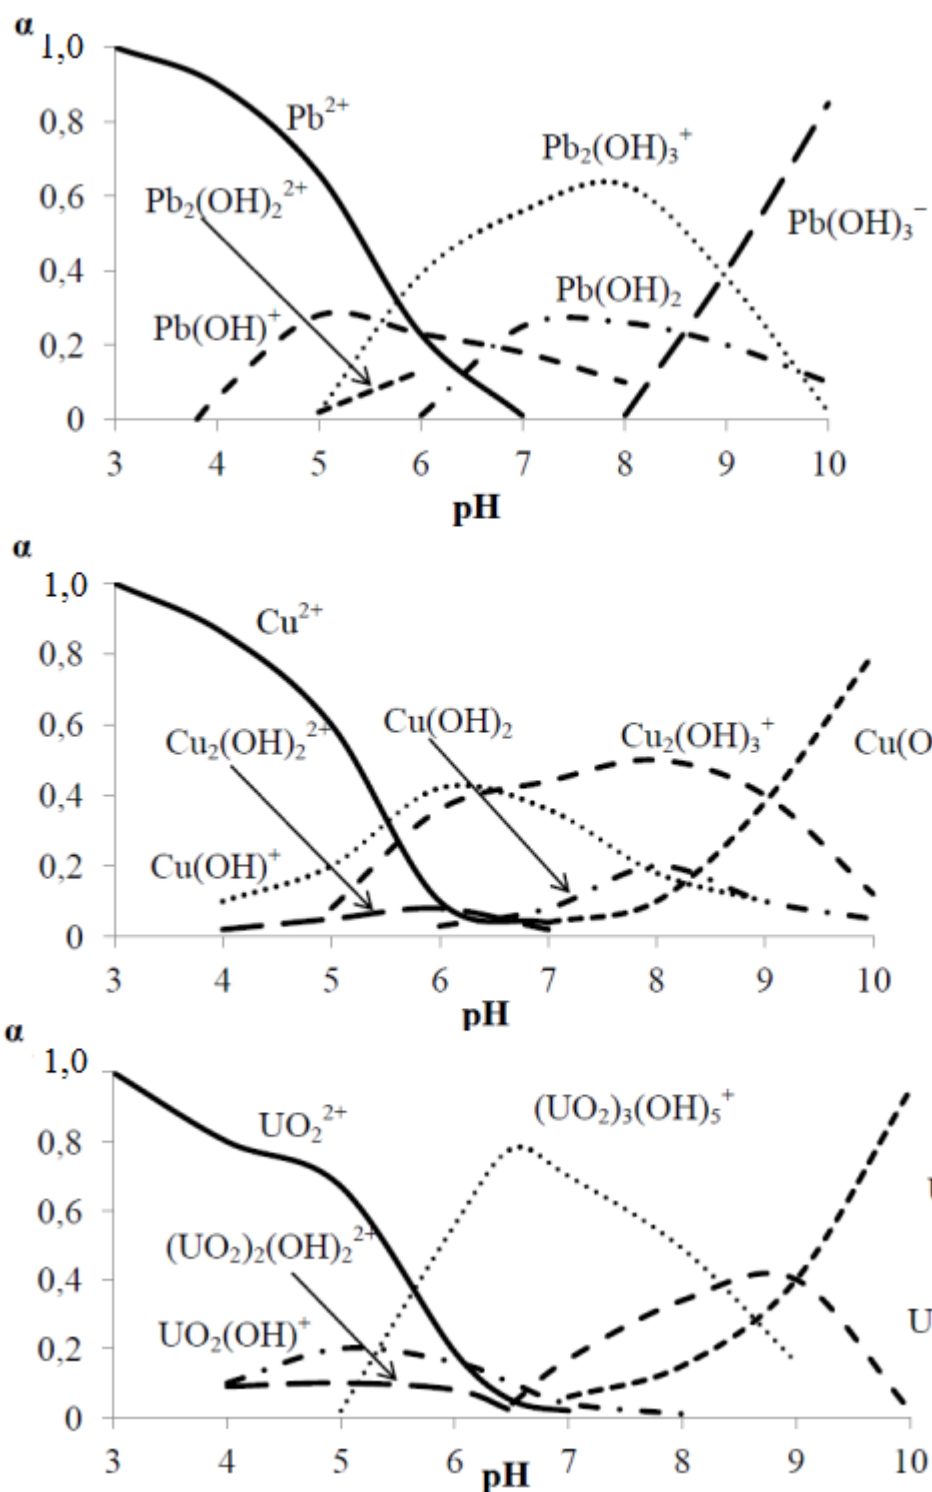 α
1,0
Pb²⁺
0,8
Pb₂(OH)₃⁺
0,6
Pb₂(OH)₂²⁺
Pb(OH)₃⁻
0,4
Pb(OH)₂
Pb(OH)⁺
0,2
0
3 4 5 6 7 8 9 10
pH
α
1,0
Cu²⁺
0,8
0,6
Cu(OH)₂
Cu₂(OH)₂²⁺
Cu₂(OH)₃⁺
Cu(O
0,4
Cu(OH)⁺
0,2
0
3 4 5 6 7 8 9 10
pH
α
1,0
UO₂²⁺
(UO₂)₃(OH)₅⁺
0,8
0,6
(UO₂)₂(OH)₂²⁺
0,4
UO₂(OH)⁺
U
0,2
0
3 4 5 6 7 8 9 10
pH